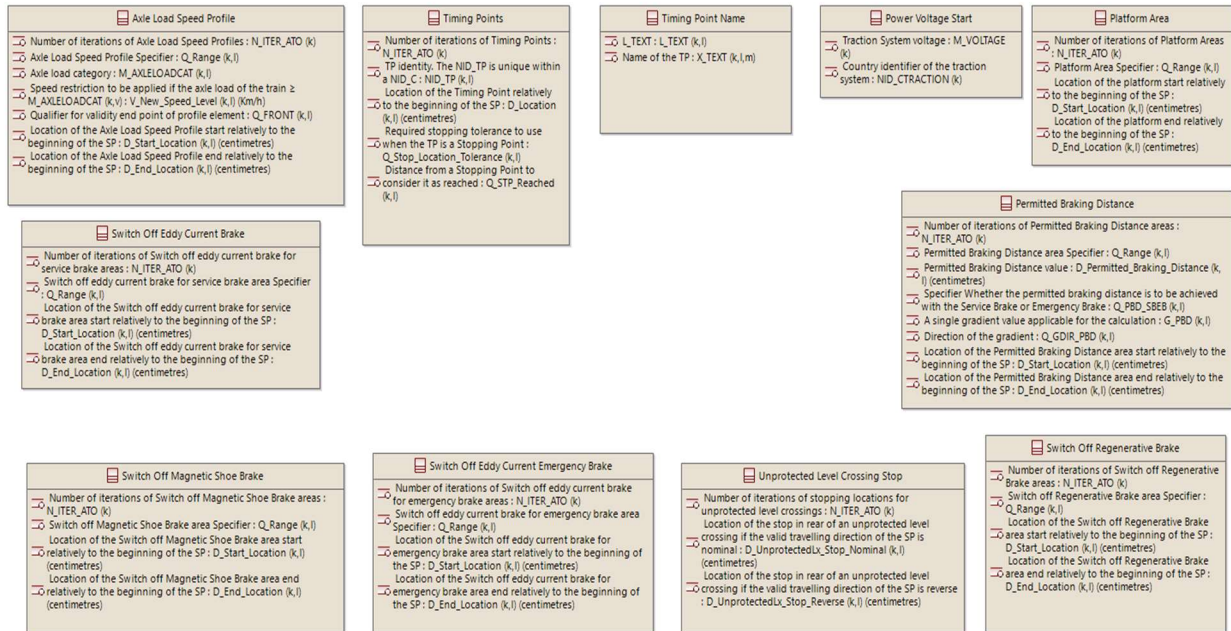 Axle Load Speed Profile
Number of iterations of Axle Load Speed Profiles : N_ITER_ATO (k)
Axle Load Speed Profile Specifier : Q_Range (k,l)
Axle load category : M_AXLELOADCAT (k,l)
Speed restriction to be applied if the axle load of the train ≥
M_AXLELOADCAT (k,v) : V_New_Speed_Level (k,l) (Km/h)
Qualifier for validity end point of profile element : Q_FRONT (k,l)
Location of the Axle Load Speed Profile start relatively to the
beginning of the SP : D_Start_Location (k,l) (centimetres)
Location of the Axle Load Speed Profile end relatively to the
beginning of the SP : D_End_Location (k,l) (centimetres)
Timing Points
Number of iterations of Timing Points :
N_ITER_ATO (k)
TP identity. The NID_TP is unique within
a NID_C : NID_TP (k,l)
Location of the Timing Point relatively
to the beginning of the SP : D_Location
(k,l) (centimetres)
Required stopping tolerance to use
when the TP is a Stopping Point :
Q_Stop_Location_Tolerance (k,l)
Distance from a Stopping Point to
consider it as reached : Q_STP_Reached
(k,l)
Timing Point Name
L_TEXT : L_TEXT (k,l)
Name of the TP : X_TEXT (k,l,m)
Power Voltage Start
Traction System voltage : M_VOLTAGE
(k)
Country identifier of the traction
system : NID_CTRACTION (k)
Platform Area
Number of iterations of Platform Areas
: N_ITER_ATO (k)
Platform Area Specifier : Q_Range (k,l)
Location of the platform start relatively
to the beginning of the SP :
D_Start_Location (k,l) (centimetres)
Location of the platform end relatively
to the beginning of the SP :
D_End_Location (k,l) (centimetres)
Switch Off Eddy Current Brake
Number of iterations of Switch off eddy current brake for
service brake areas : N_ITER_ATO (k)
Switch off eddy current brake for service brake area Specifier
: Q_Range (k,l)
Location of the Switch off eddy current brake for service
brake area start relatively to the beginning of the SP :
D_Start_Location (k,l) (centimetres)
Location of the Switch off eddy current brake for service
brake area end relatively to the beginning of the SP :
D_End_Location (k,l) (centimetres)
Permitted Braking Distance
Number of iterations of Permitted Braking Distance areas :
N_ITER_ATO (k)
Permitted Braking Distance area Specifier : Q_Range (k,l)
Permitted Braking Distance value : D_Permitted_Braking_Distance (k,
l) (centimetres)
Specifier Whether the permitted braking distance is to be achieved
with the Service Brake or Emergency Brake : Q_PBD_SBEB (k,l)
A single gradient value applicable for the calculation : G_PBD (k,l)
Direction of the gradient : Q_GDIR_PBD (k,l)
Location of the Permitted Braking Distance area start relatively to the
beginning of the SP : D_Start_Location (k,l) (centimetres)
Location of the Permitted Braking Distance area end relatively to the
beginning of the SP : D_End_Location (k,l) (centimetres)
Switch Off Magnetic Shoe Brake
Number of iterations of Switch off Magnetic Shoe Brake areas :
N_ITER_ATO (k)
Switch off Magnetic Shoe Brake area Specifier : Q_Range (k,l)
Location of the Switch off Magnetic Shoe Brake area start
relatively to the beginning of the SP : D_Start_Location (k,l)
(centimetres)
Location of the Switch off Magnetic Shoe Brake area end
relatively to the beginning of the SP : D_End_Location (k,l)
(centimetres)
Switch Off Eddy Current Emergency Brake
Number of iterations of Switch off eddy current brake
for emergency brake areas : N_ITER_ATO (k)
Switch off eddy current brake for emergency brake area
Specifier : Q_Range (k,l)
Location of the Switch off eddy current brake for
emergency brake area start relatively to the beginning of
the SP : D_Start_Location (k,l) (centimetres)
Location of the Switch off eddy current brake for
emergency brake area end relatively to the beginning of
the SP : D_End_Location (k,l) (centimetres)
Unprotected Level Crossing Stop
Number of iterations of stopping locations for
unprotected level crossings : N_ITER_ATO (k)
Location of the stop in rear of an unprotected level
crossing if the valid travelling direction of the SP is
nominal : D_UnprotectedLx_Stop_Nominal (k,l)
(centimetres)
Location of the stop in rear of an unprotected level
crossing if the valid travelling direction of the SP is reverse
: D_UnprotectedLx_Stop_Reverse (k,l) (centimetres)
Switch Off Regenerative Brake
Number of iterations of Switch off Regenerative
Brake areas : N_ITER_ATO (k)
Switch off Regenerative Brake area Specifier :
Q_Range (k,l)
Location of the Switch off Regenerative Brake
area start relatively to the beginning of the SP :
D_Start_Location (k,l) (centimetres)
Location of the Switch off Regenerative Brake
area end relatively to the beginning of the SP :
D_End_Location (k,l) (centimetres)